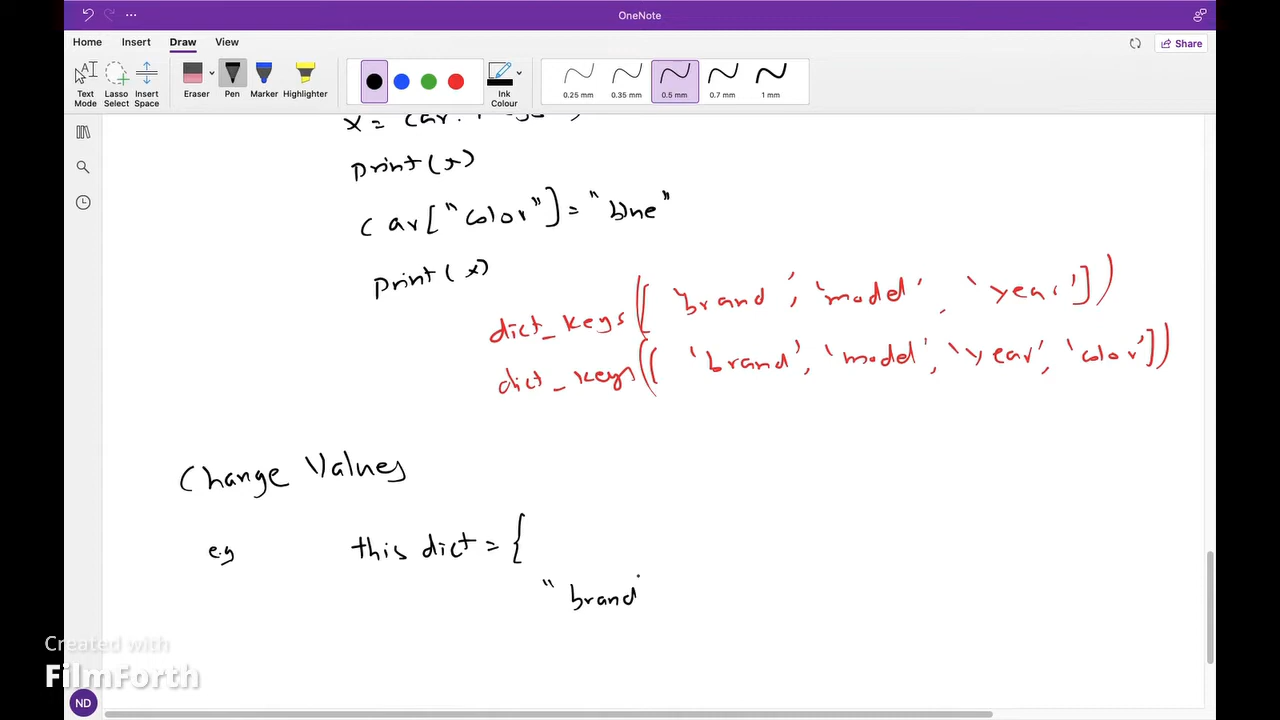 OneNote
Home Insert Draw View
Share
Text Mode
Lasso Select
Insert Space
Eraser
Pen
Marker
Highlighter
Ink Colour
0.25 mm
0.35 mm
0.5 mm
0.7 mm
1 mm
x = car.
print(x)
car["color"] = "blue"
print(x)
dict_keys(['brand', 'model', 'year'])
dict_keys(['brand', 'model', 'year', 'color'])
Change Values
e.g this dict = {
"brand
Created with
FilmForth
ND